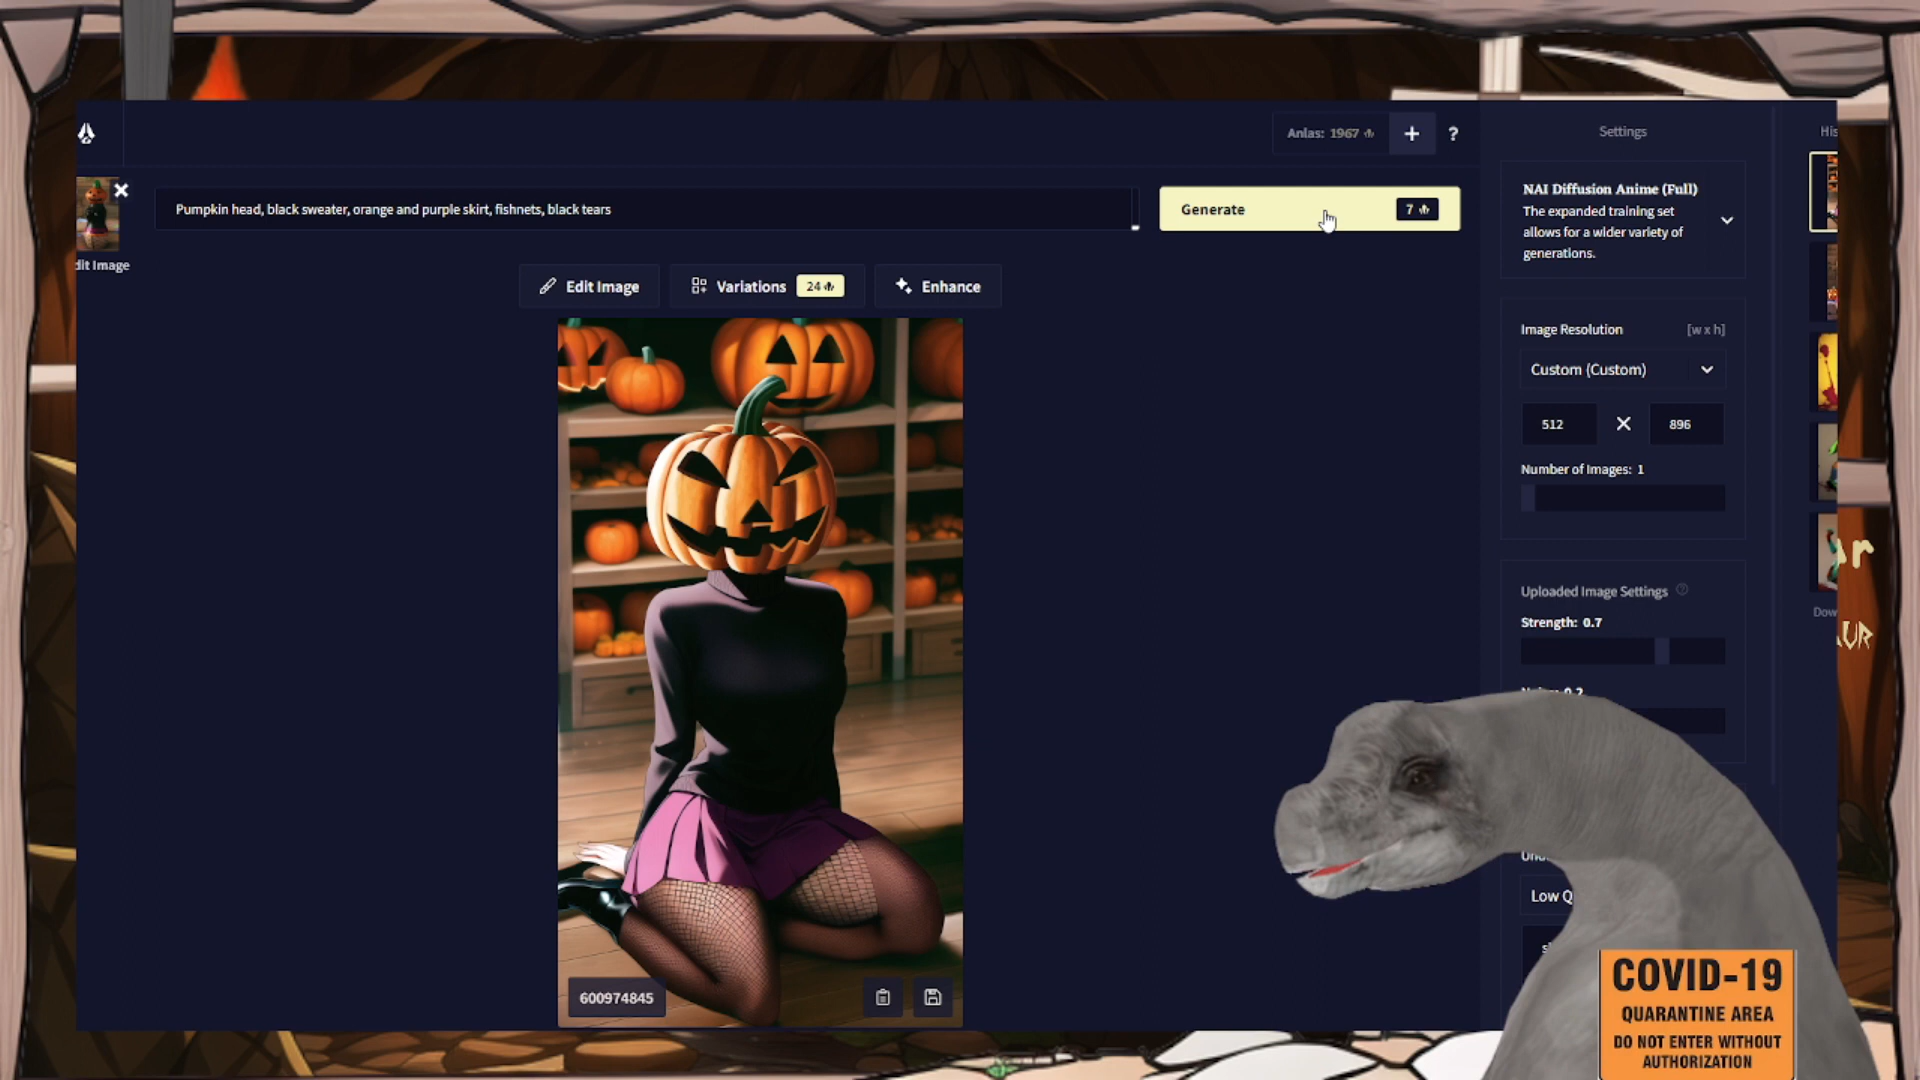 Anlas: 1967
?
Settings
His
Pumpkin head, black sweater, orange and purple skirt, fishnets, black tears
Generate
7
NAI Diffusion Anime (Full)
The expanded training set
allows for a wider variety of
generations.
dit Image
Edit Image
Variations
24
Enhance
Image Resolution
[w x h]
Custom (Custom)
512
896
Number of Images: 1
Uploaded Image Settings
Strength: 0.7
Dow
Low Q
600974845
COVID-19
QUARANTINE AREA
DO NOT ENTER WITHOUT
AUTHORIZATION